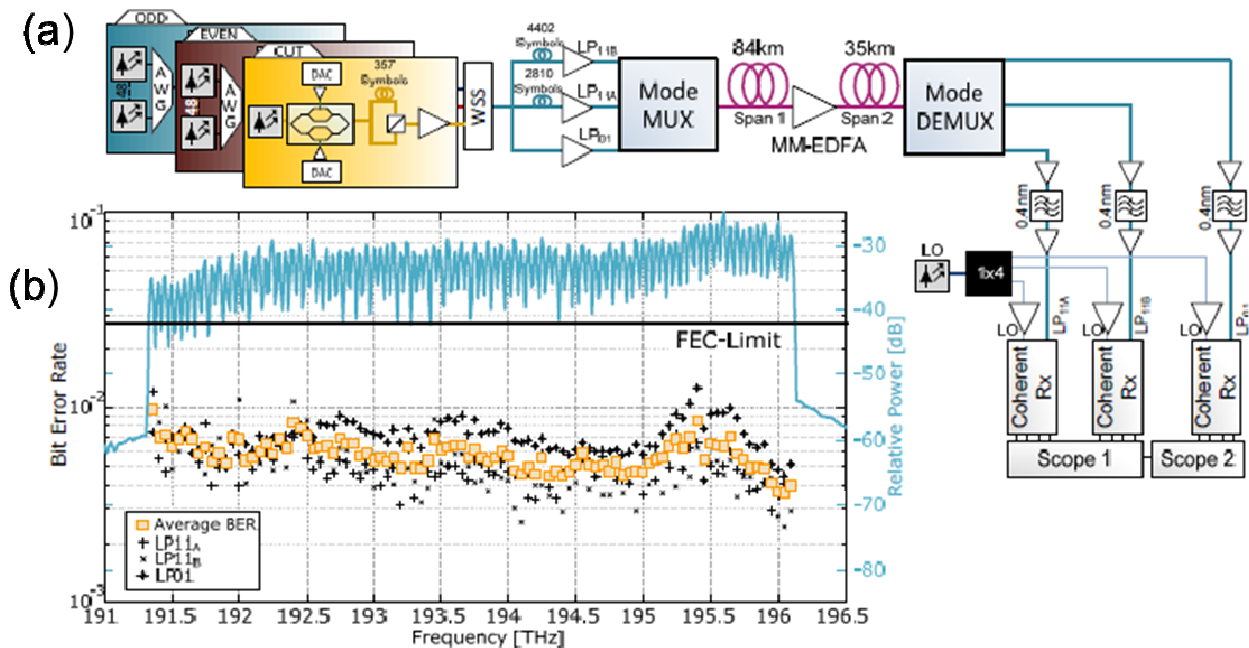 (a)
ODD
EVEN
CUT
48
AWG
48
AWG
DAC
DAC
357
Symbols
WSS
4402
Symbols
2810
Symbols
LP11B
LP11A
LP01
Mode
MUX
84km
Span 1
MM-EDFA
35km
Span 2
Mode
DEMUX
0.4nm
0.4nm
0.4nm
LO
1x4
LO
LP11A
LO
LP11B
LO
LP01
Coherent
Rx
Coherent
Rx
Coherent
Rx
Scope 1
Scope 2
(b)
Bit Error Rate
10-1
10-2
10-3
FEC-Limit
Average BER
LP11A
LP11B
LP01
191
191.5
192
192.5
193
193.5
194
194.5
195
195.5
196
196.5
Frequency [THz]
-30
-40
-50
-60
-70
-80
Relative Power [dB]